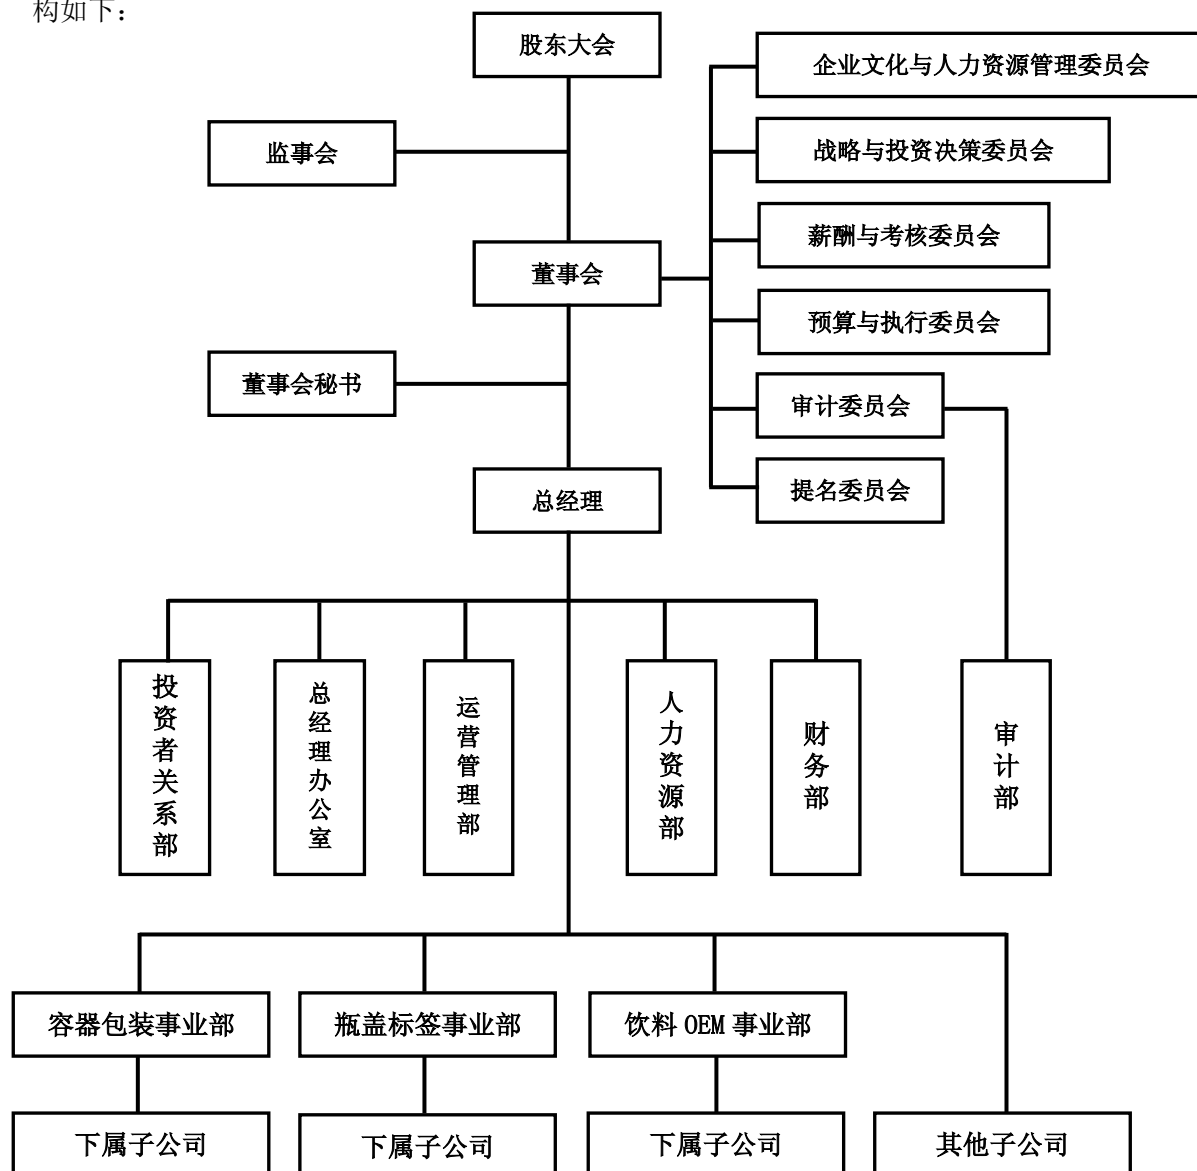 构如下：
股东大会
企业文化与人力资源管理委员会
监事会
战略与投资决策委员会
薪酬与考核委员会
董事会
预算与执行委员会
董事会秘书
审计委员会
总经理
提名委员会
投资者关系部
总经理办公室
运营管理部
人力资源部
财务部
审计部
容器包装事业部
瓶盖标签事业部
饮料 OEM 事业部
下属子公司
下属子公司
下属子公司
其他子公司